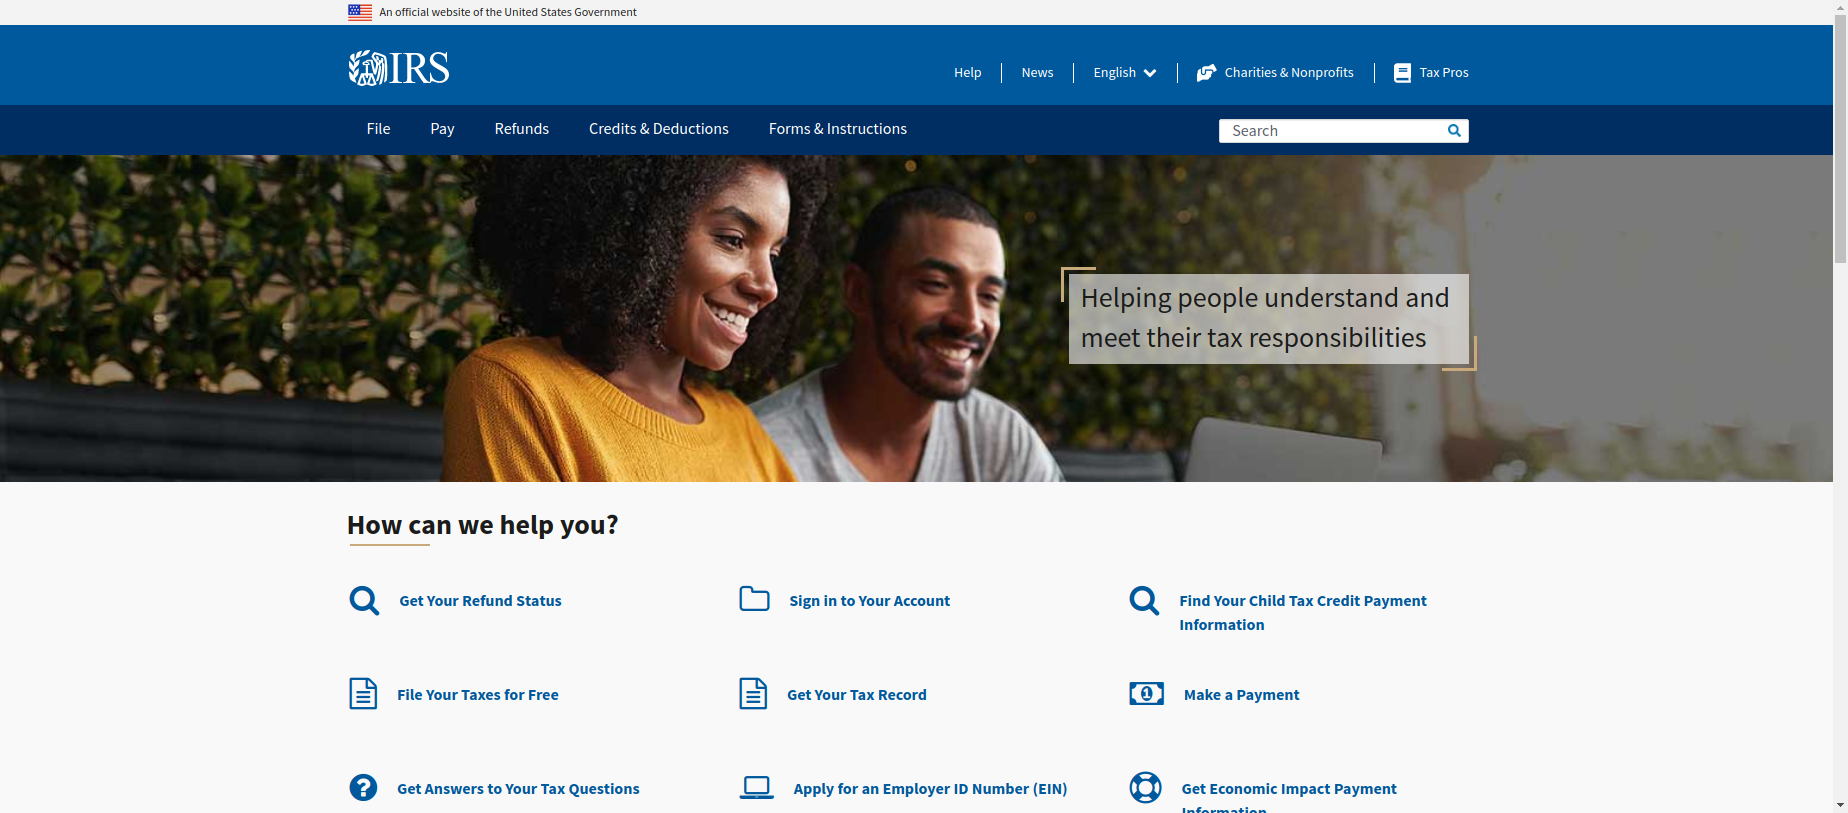 An official website of the United States Government
IRS
Help
News
English
Charities & Nonprofits
Tax Pros
File
Pay
Refunds
Credits & Deductions
Forms & Instructions
Search
Helping people understand and
meet their tax responsibilities
How can we help you?
Get Your Refund Status
Sign in to Your Account
Find Your Child Tax Credit Payment
Information
File Your Taxes for Free
Get Your Tax Record
1
Make a Payment
?
Get Answers to Your Tax Questions
Apply for an Employer ID Number (EIN)
Get Economic Impact Payment
Information